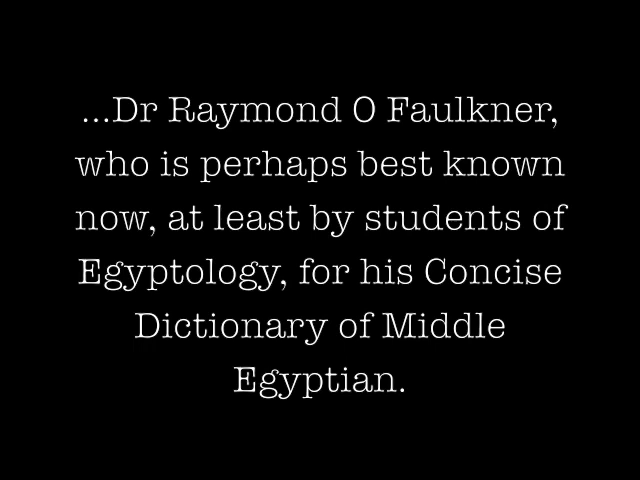 ...Dr Raymond O Faulkner,
who is perhaps best known
now, at least by students of
Egyptology, for his Concise
Dictionary of Middle
Egyptian.